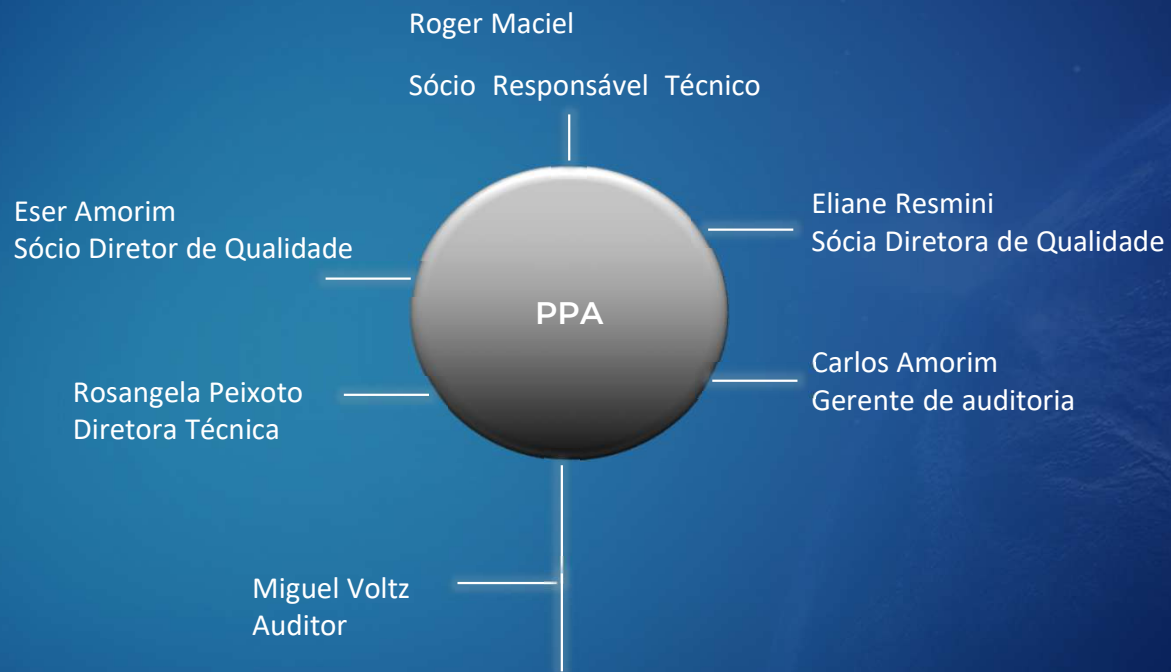 Roger Maciel
Sócio Responsável Técnico
Eser Amorim
Sócio Diretor de Qualidade
Eliane Resmini
Sócia Diretora de Qualidade
PPA
Rosangela Peixoto
Diretora Técnica
Carlos Amorim
Gerente de auditoria
Miguel Voltz
Auditor